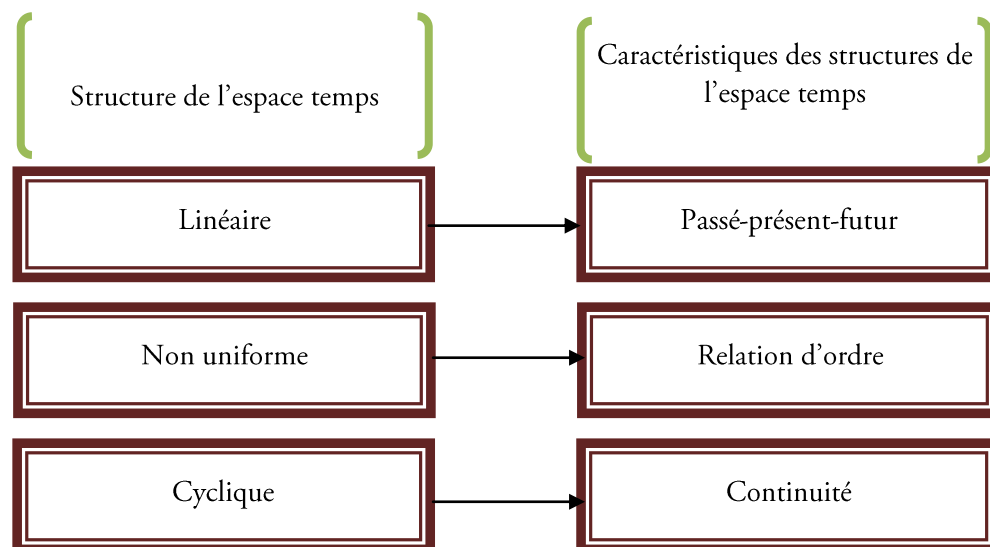 Structure de l’espace temps
Caractéristiques des structures de
l’espace temps
Linéaire
Passé-présent-futur
Non uniforme
Relation d’ordre
Cyclique
Continuité